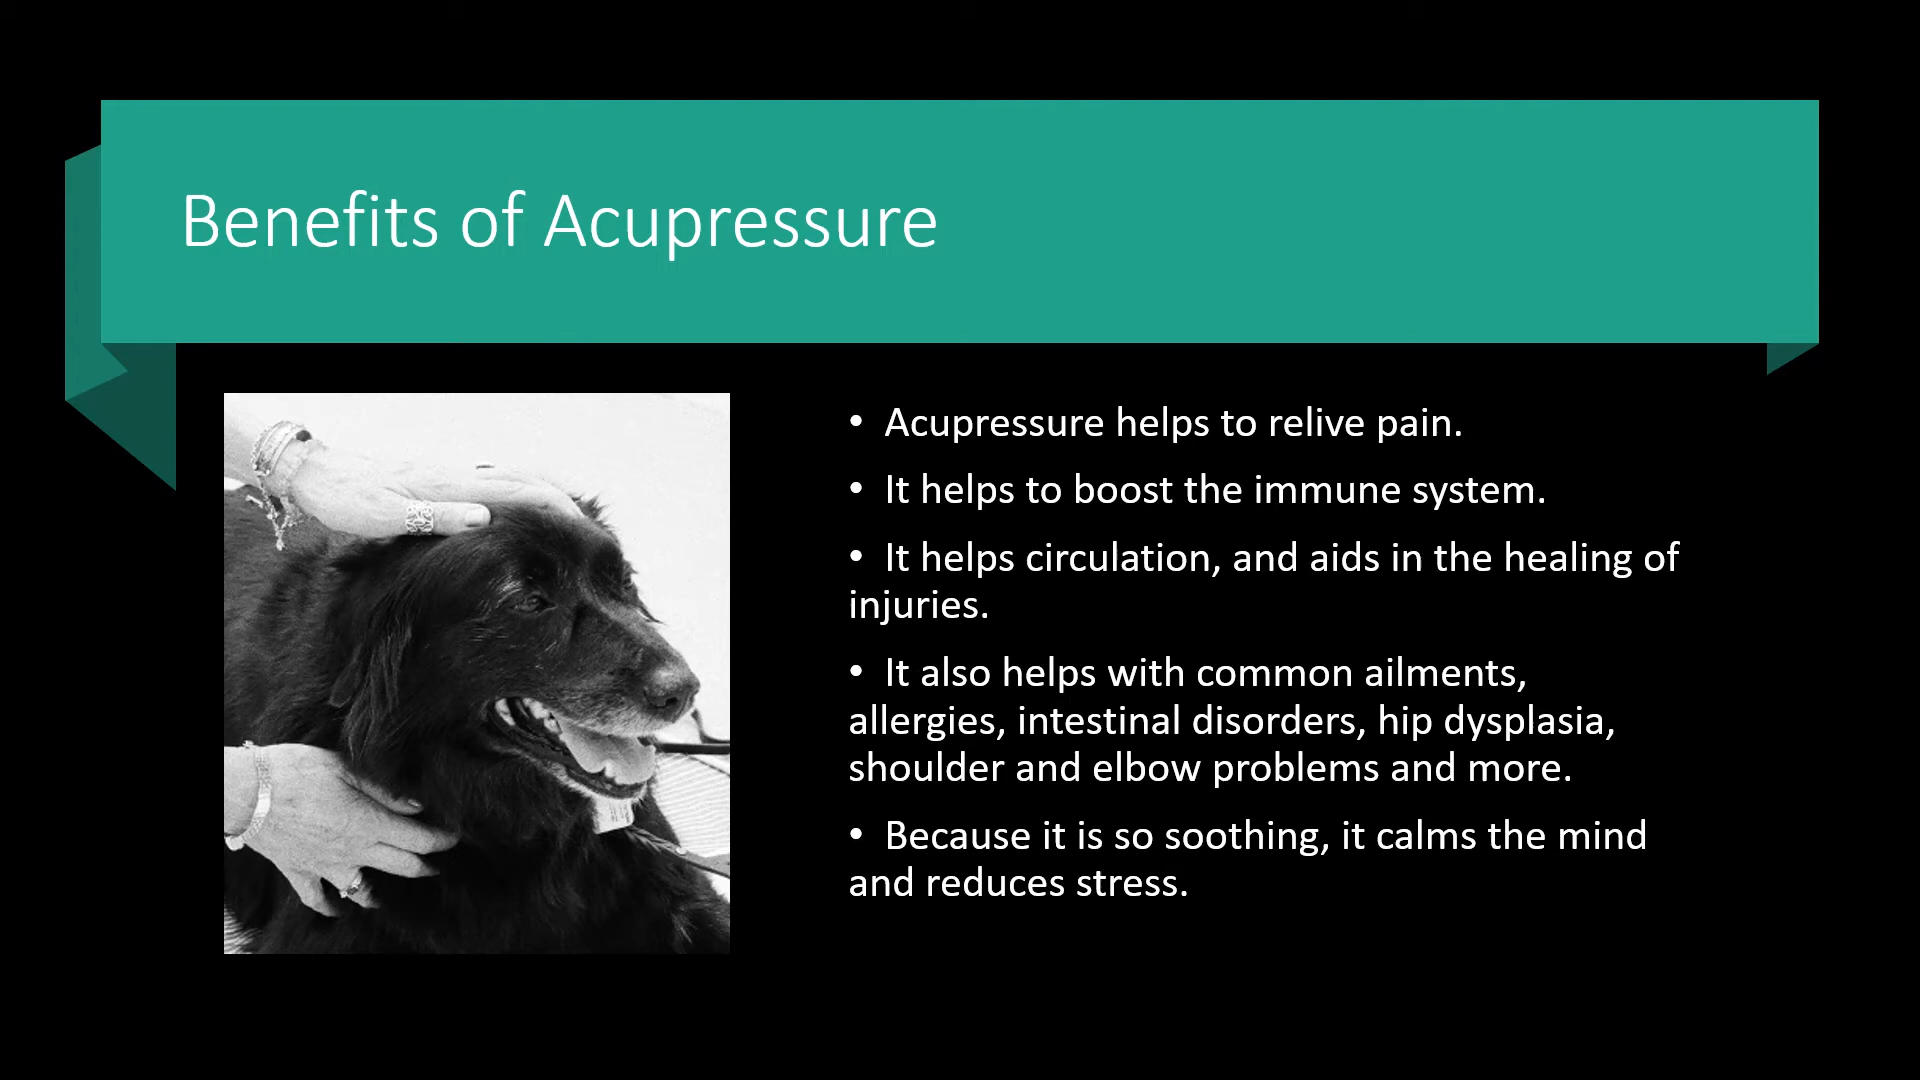 Benefits of Acupressure
• Acupressure helps to relive pain.
• It helps to boost the immune system.
• It helps circulation, and aids in the healing of
injuries.
• It also helps with common ailments,
allergies, intestinal disorders, hip dysplasia,
shoulder and elbow problems and more.
• Because it is so soothing, it calms the mind
and reduces stress.